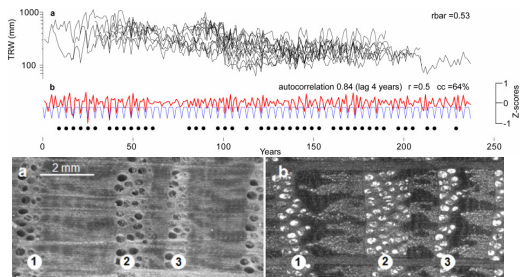 a
rbar=0.53
1000
TRW (mm)
100
b
autocorrelation 0.84 (lag 4 years) r =0.5 cc=64%
1
0
-1
Z-scores
0 50 100 150 200 250
Years
a
2 mm
1 2 3
b
1 2 3